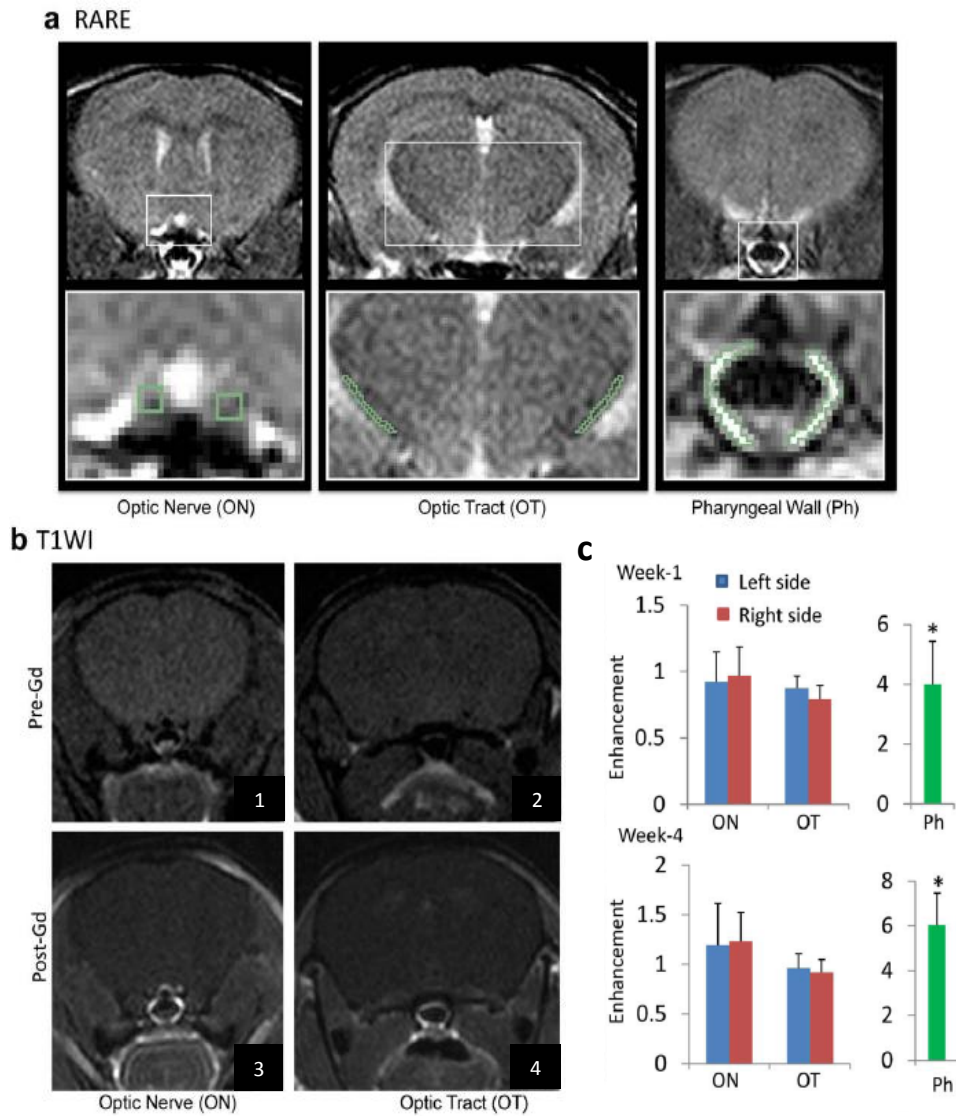 a RARE
Optic Nerve (ON)
Optic Tract (OT)
Pharyngeal Wall (Ph)
b T1WI
Pre-Gd
1
2
Post-Gd
3
4
Optic Nerve (ON)
Optic Tract (OT)
c
Week-1
Left side
Right side
Enhancement
1.5
1
0.5
0
ON
OT
6
4
2
0
*
Ph
Week-4
Enhancement
2
1.5
1
0.5
0
ON
OT
8
6
4
2
0
*
Ph